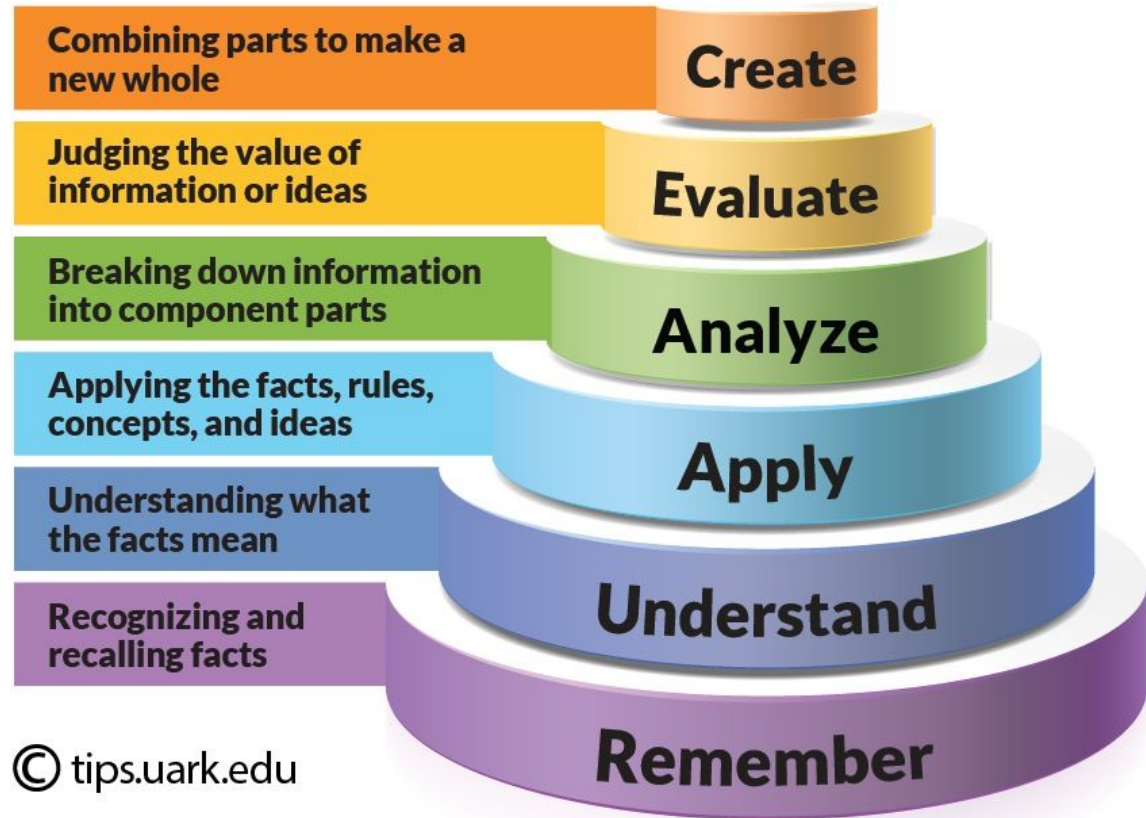 Combining parts to make a
new whole
Create
Judging the value of
information or ideas
Evaluate
Breaking down information
into component parts
Analyze
Applying the facts, rules,
concepts, and ideas
Apply
Understanding what
the facts mean
Understand
Recognizing and
recalling facts
Remember
© tips.uark.edu